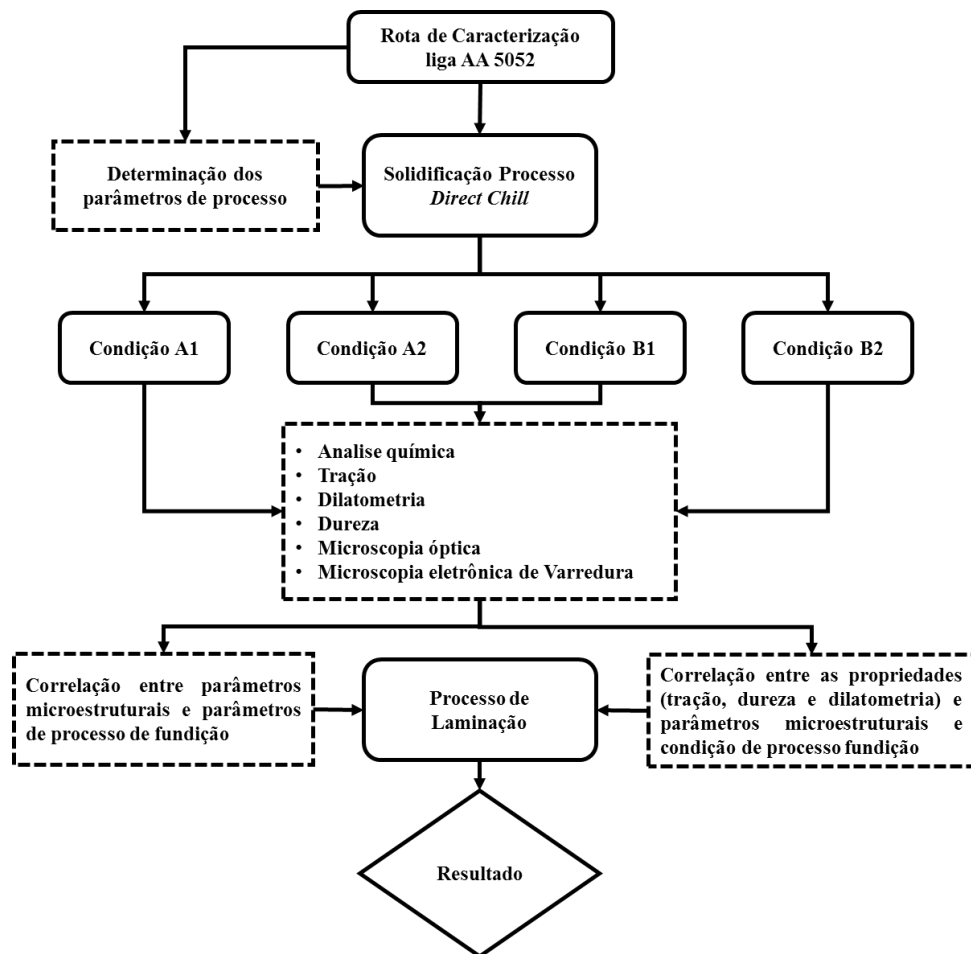 Rota de Caracterização
liga AA 5052
Determinação dos
parâmetros de processo
Solidificação Processo
Direct Chill
Condição A1
Condição A2
Condição B1
Condição B2
• Analise química
• Tração
• Dilatometria
• Dureza
• Microscopia óptica
• Microscopia eletrônica de Varredura
Correlação entre parâmetros
microestruturais e parâmetros
de processo de fundição
Processo de
Laminação
Correlação entre as propriedades
(tração, dureza e dilatometria) e
parâmetros microestruturais e
condição de processo fundição
Resultado